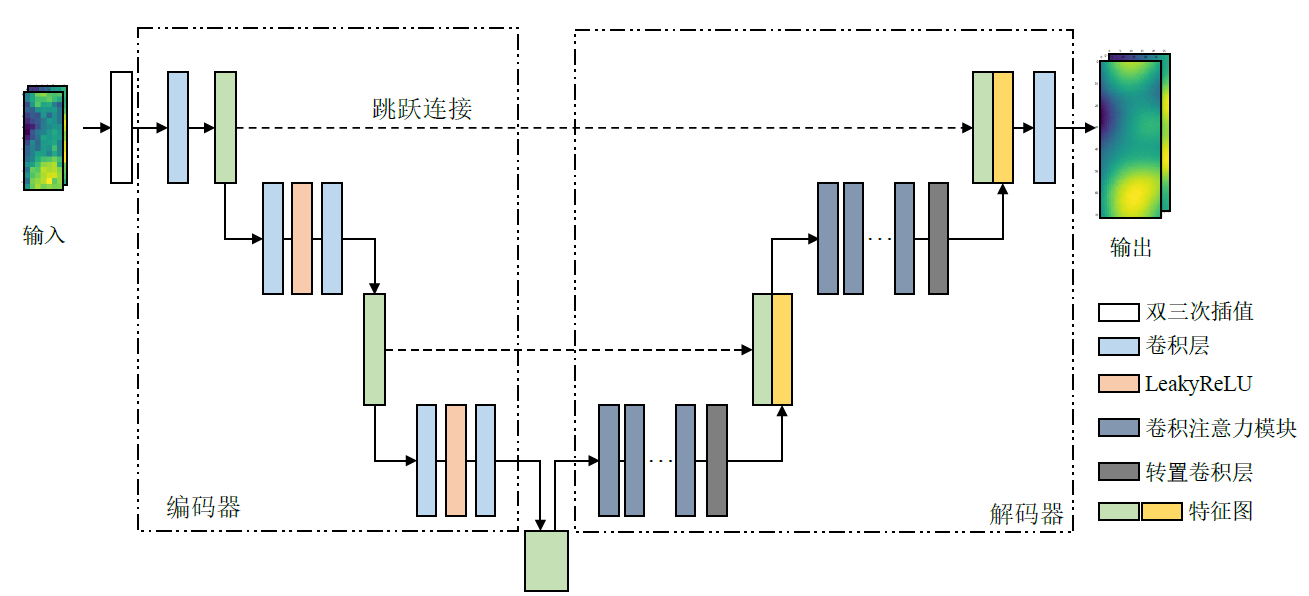 跳跃连接
输入
输出
编码器
解码器
···
···
双三次插值
卷积层
LeakyReLU
卷积注意力模块
转置卷积层
特征图